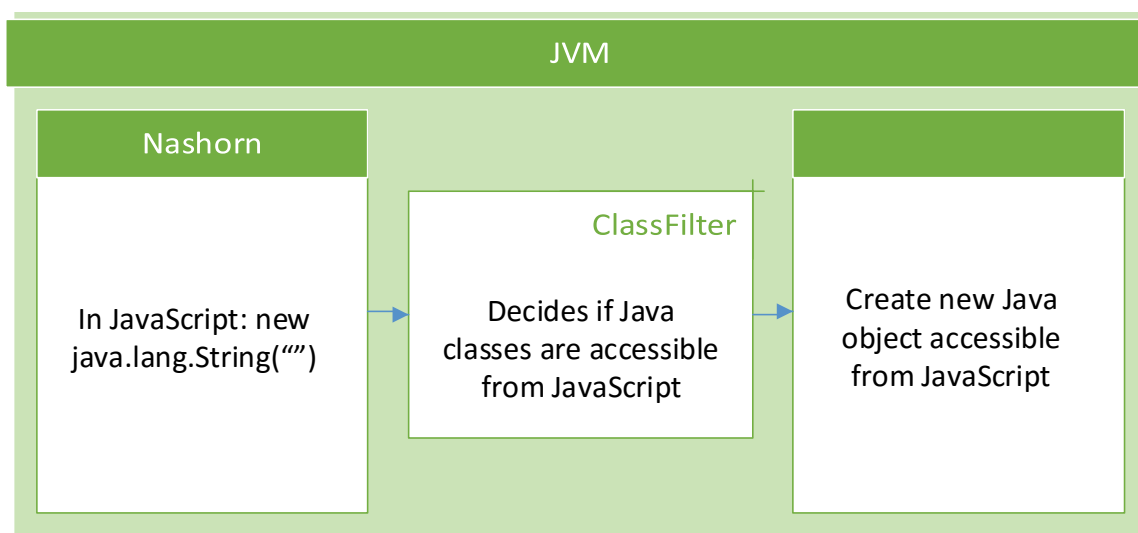 JVM
Nashorn
In JavaScript: new
java.lang.String(“”)
ClassFilter
Decides if Java
classes are accessible
from JavaScript
Create new Java
object accessible
from JavaScript